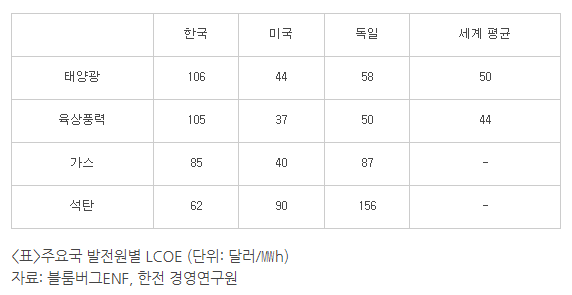 한국 미국 독일 세계 평균
태양광 106 44 58 50
육상풍력 105 37 50 44
가스 85 40 87 -
석탄 62 90 156 -
<표>주요국 발전원별 LCOE (단위: 달러/㎿h)
자료: 블룸버그ENF, 한전 경영연구원